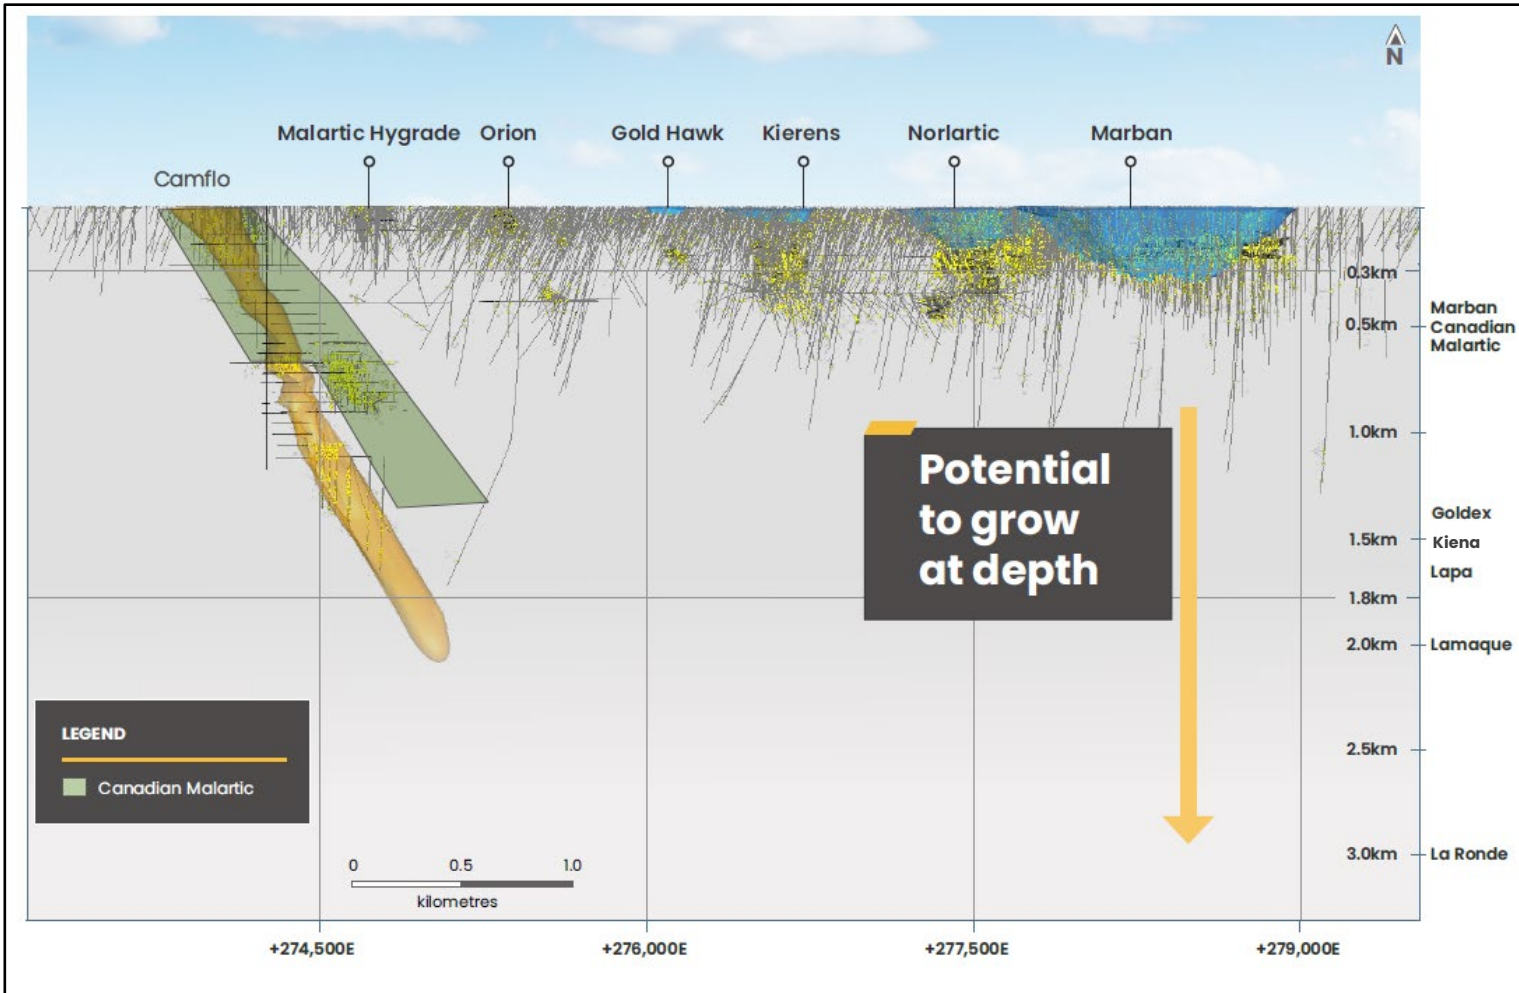 N
Malartic Hygrade
Orion
Gold Hawk
Kierens
Norlartic
Marban
Camflo
0.3km
Marban
0.5km
Canadian
Malartic
1.0km
Potential
to grow
at depth
Goldex
1.5km
Kiena
Lapa
1.8km
2.0km
Lamaque
LEGEND
2.5km
Canadian Malartic
3.0km
La Ronde
0
0.5
1.0
kilometres
+274,500E
+276,000E
+277,500E
+279,000E